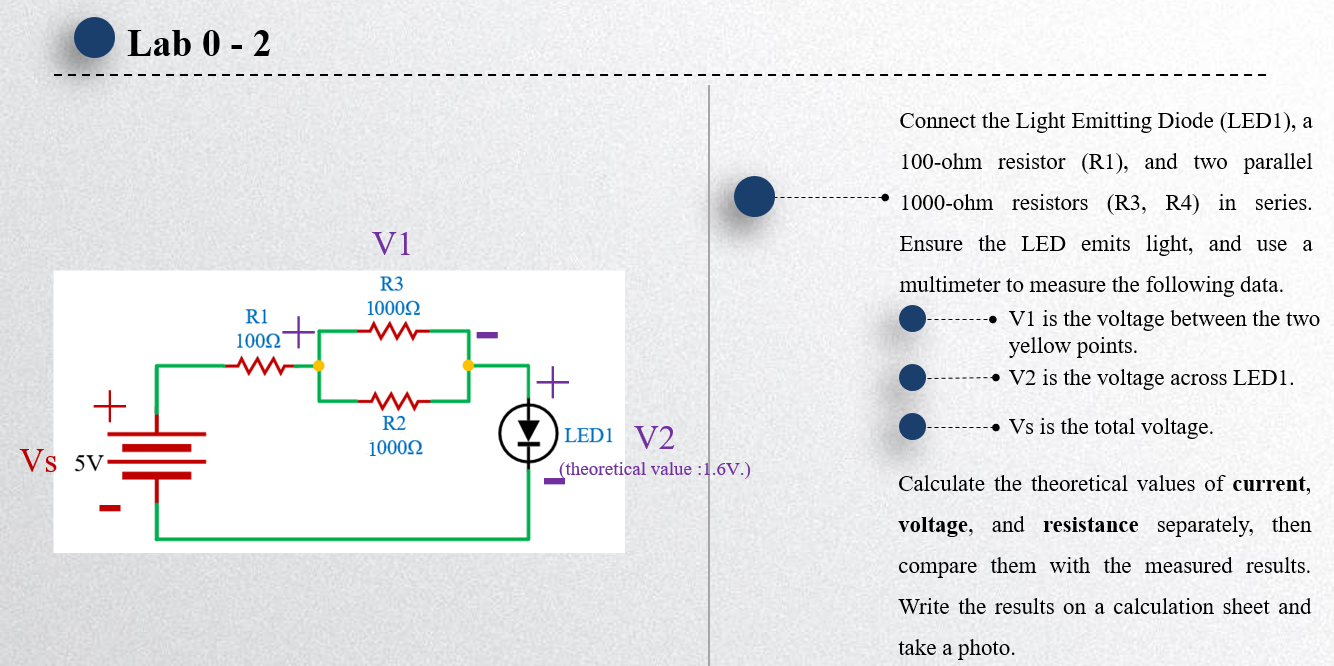 Lab 0 - 2
V1
R3
1000Ω
R1
100Ω
+
-
R2
1000Ω
+
Vs
5V
-
+
LED1
V2
(theoretical value :1.6V.)
-
Connect the Light Emitting Diode (LED1), a
100-ohm resistor (R1), and two parallel
1000-ohm resistors (R3, R4) in series.
Ensure the LED emits light, and use a
multimeter to measure the following data.
V1 is the voltage between the two
yellow points.
V2 is the voltage across LED1.
Vs is the total voltage.
Calculate the theoretical values of current,
voltage, and resistance separately, then
compare them with the measured results.
Write the results on a calculation sheet and
take a photo.